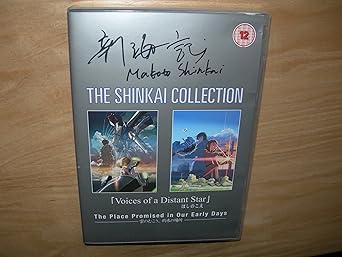 新海誠
Makoto Shinkai
12
THE SHINKAI COLLECTION
「Voices of a Distant Star」
ほしのこえ
The Place Promised in Our Early Days
雲のむこう、約束の場所